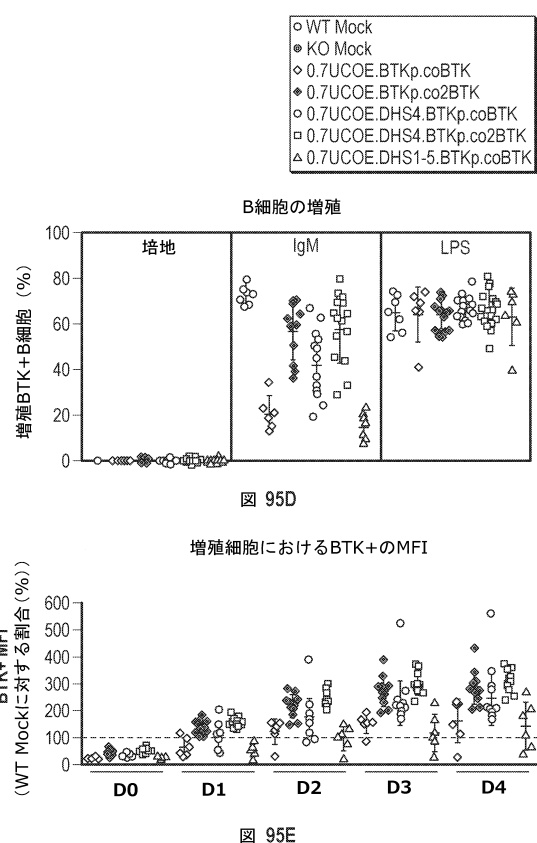 WT Mock
KO Mock
0.7UCOE.BTKp.coBTK
0.7UCOE.BTKp.co2BTK
0.7UCOE.DHS4.BTKp.coBTK
0.7UCOE.DHS4.BTKp.co2BTK
0.7UCOE.DHS1-5.BTKp.coBTK
B細胞の増殖
増殖BTK+B細胞 (%)
100
80
60
40
20
0
培地
IgM
LPS
図 95D
増殖細胞におけるBTK+のMFI
BTK+ MFI
(WT Mockに対する割合(%))
600
500
400
300
200
100
0
D0
D1
D2
D3
D4
図 95E